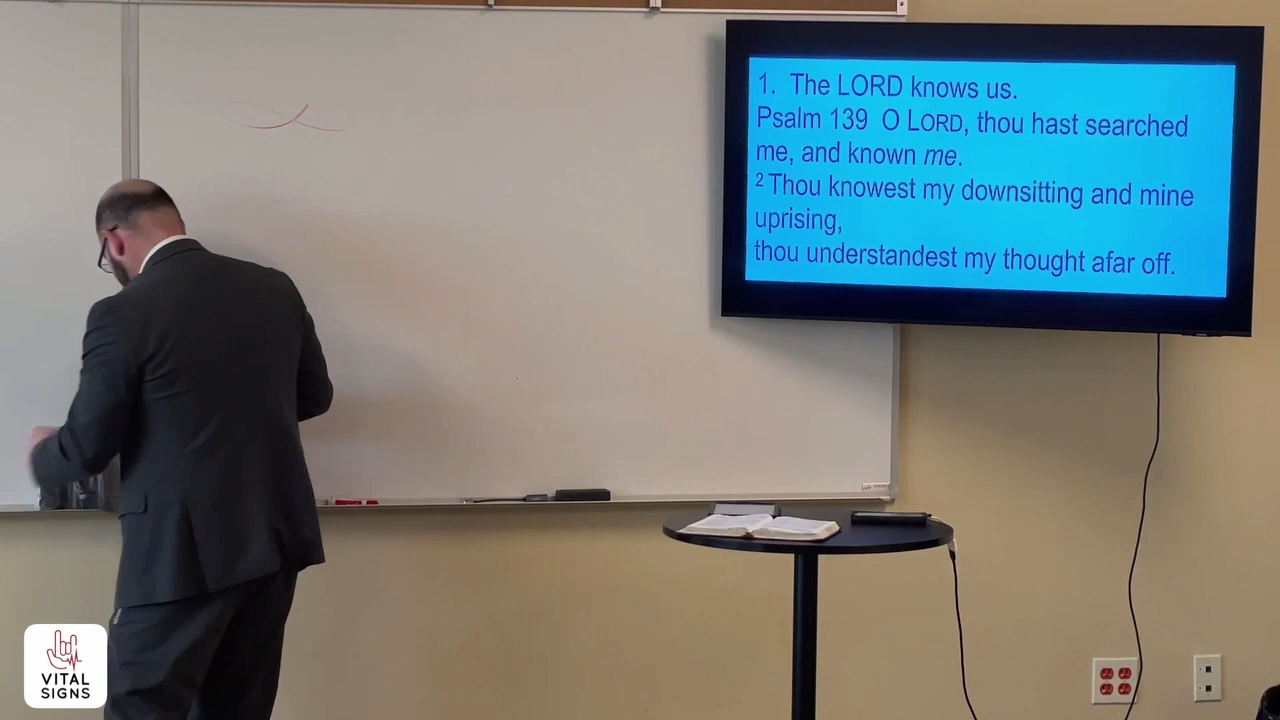 1. The LORD knows us.
Psalm 139 O LORD, thou hast searched
me, and known me.
2 Thou knowest my downsitting and mine
uprising,
thou understandest my thought afar off.
VITAL
SIGNS